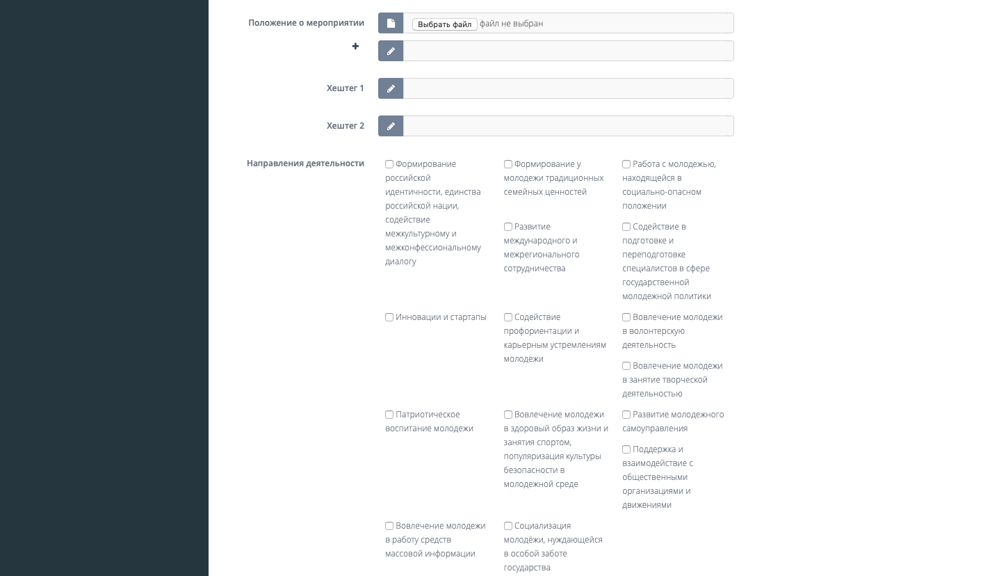 Положение о мероприятии
Выбрать файл файл не выбран
Хештег 1
Хештег 2
Направления деятельности
Формирование
российской
идентичности, единства
российской нации,
содействие
межкультурному и
межконфессиональному
диалогу
Формирование у
молодежи традиционных
семейных ценностей
Работа с молодежью,
находящейся в
социально-опасном
положении
Развитие
международного и
межрегионального
сотрудничества
Содействие в
подготовке и
переподготовке
специалистов в сфере
государственной
молодежной политики
Инновации и стартапы
Содействие
профориентации и
карьерным устремлениям
молодежи
Вовлечение молодежи
в волонтерскую
деятельность
Вовлечение молодежи
в занятие творческой
деятельностью
Патриотическое
воспитание молодежи
Вовлечение молодежи
в здоровый образ жизни и
занятия спортом,
популяризация культуры
безопасности в
молодежной среде
Развитие молодежного
самоуправления
Поддержка и
взаимодействие с
общественными
организациями и
движениями
Вовлечение молодежи
в работу средств
массовой информации
Социализация
молодёжи, нуждающейся
в особой заботе
государства